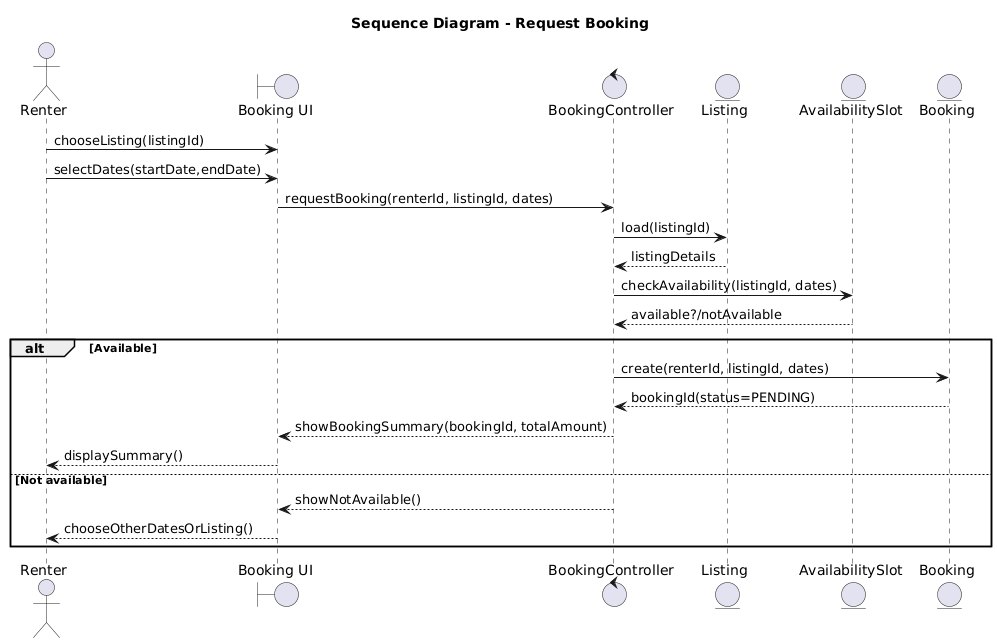 Sequence Diagram - Request Booking
Renter
Booking UI
BookingController
Listing
AvailabilitySlot
Booking
chooseListing(listingId)
selectDates(startDate,endDate)
requestBooking(renterId, listingId, dates)
load(listingId)
listingDetails
checkAvailability(listingId, dates)
available?/notAvailable
alt [Available]
create(renterId, listingId, dates)
bookingId(status=PENDING)
showBookingSummary(bookingId, totalAmount)
displaySummary()
[Not available]
showNotAvailable()
chooseOtherDatesOrListing()
Renter
Booking UI
BookingController
Listing
AvailabilitySlot
Booking